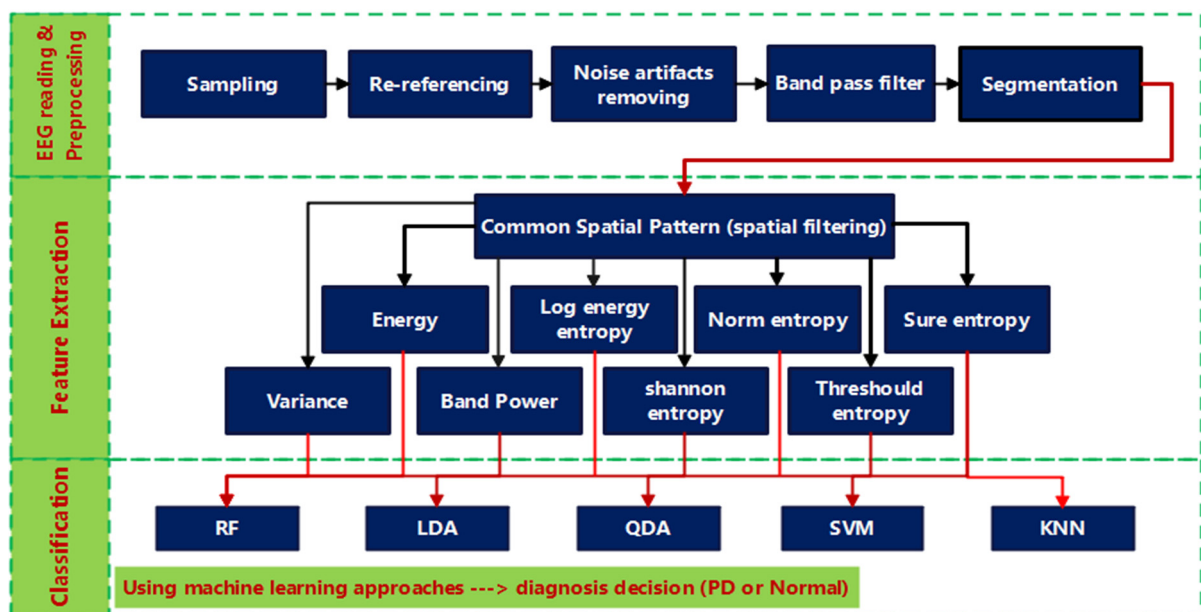 EEG reading &
Preprocessing
Sampling
Re-referencing
Noise artifacts
removing
Band pass filter
Segmentation
Feature Extraction
Common Spatial Pattern (spatial filtering)
Energy
Log energy
entropy
Norm entropy
Sure entropy
Variance
Band Power
shannon
entropy
Threshould
entropy
Classification
RF
LDA
QDA
SVM
KNN
Using machine learning approaches ---> diagnosis decision (PD or Normal)